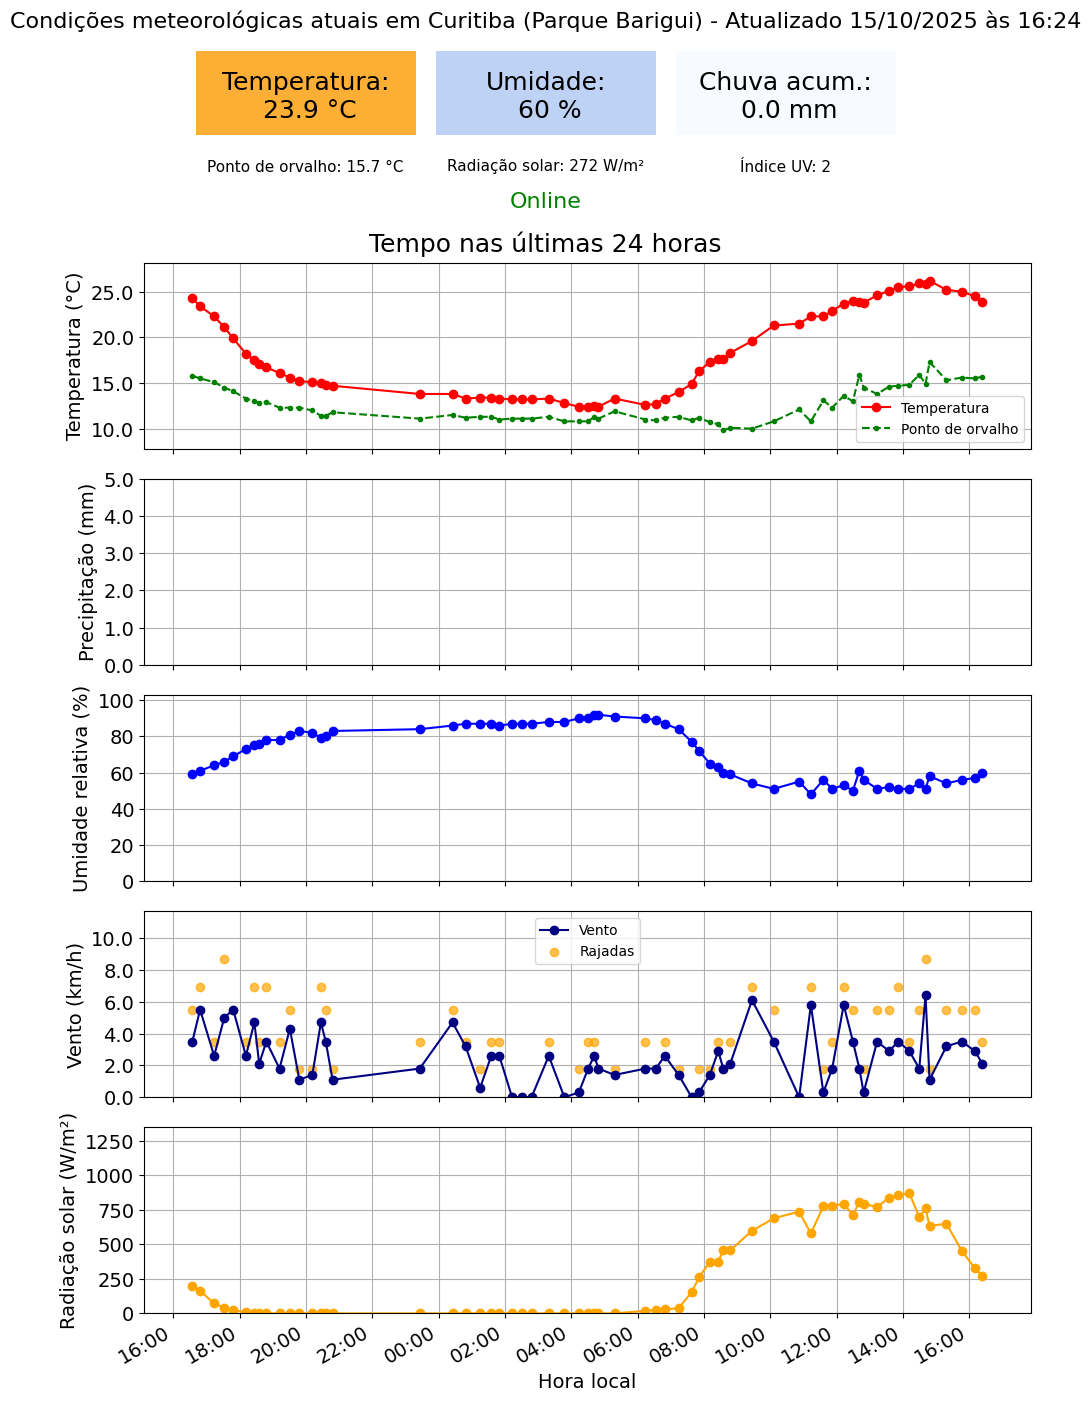 Condições meteorológicas atuais em Curitiba (Parque Barigui) - Atualizado 15/10/2025 às 16:24
Temperatura:
23.9 °C
Umidade:
60 %
Chuva acum.:
0.0 mm
Ponto de orvalho: 15.7 °C
Radiação solar: 272 W/m²
Índice UV: 2
Online
Tempo nas últimas 24 horas
Temperatura (°C)
25.0
20.0
15.0
10.0
Temperatura
Ponto de orvalho
Precipitação (mm)
5.0
4.0
3.0
2.0
1.0
0.0
Umidade relativa (%)
100
80
60
40
20
0
Vento (km/h)
10.0
8.0
6.0
4.0
2.0
0.0
Vento
Rajadas
Radiação solar (W/m²)
1250
1000
750
500
250
0
16:00
18:00
20:00
22:00
00:00
02:00
04:00
06:00
08:00
10:00
12:00
14:00
16:00
Hora local